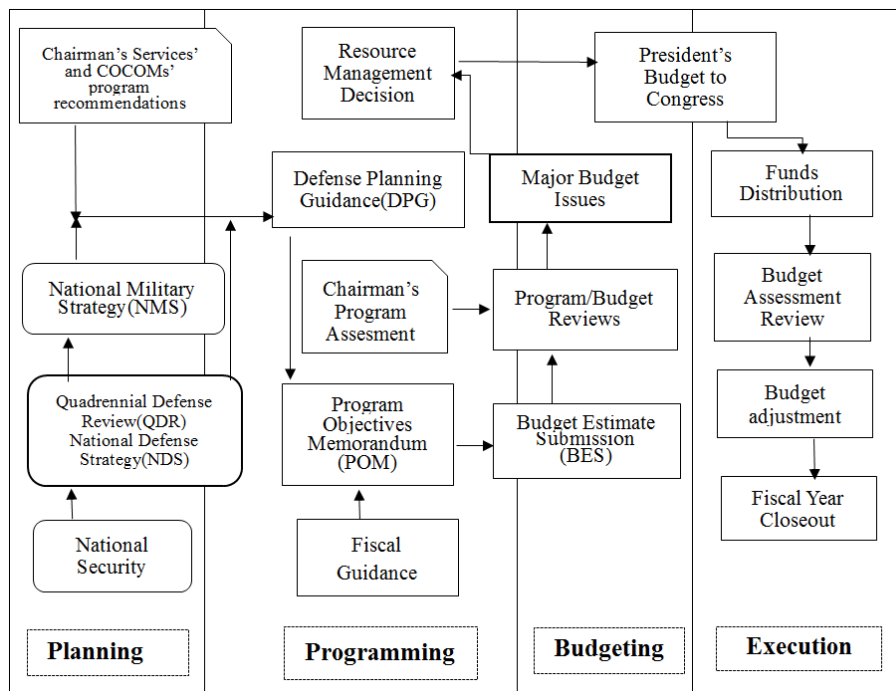 Chairman's Services'
and COCOMs'
program
recommendations
Resource
Management
Decision
President's
Budget to
Congress
Defense Planning
Guidance(DPG)
Major Budget
Issues
Funds
Distribution
National Military
Strategy(NMS)
Chairman's
Program
Assesment
Program/Budget
Reviews
Budget
Assessment
Review
Quadrennial Defense
Review(QDR)
National Defense
Strategy(NDS)
Program
Objectives
Memorandum
(POM)
Budget Estimate
Submission
(BES)
Budget
adjustment
National
Security
Fiscal
Guidance
Fiscal Year
Closeout
Planning
Programming
Budgeting
Execution